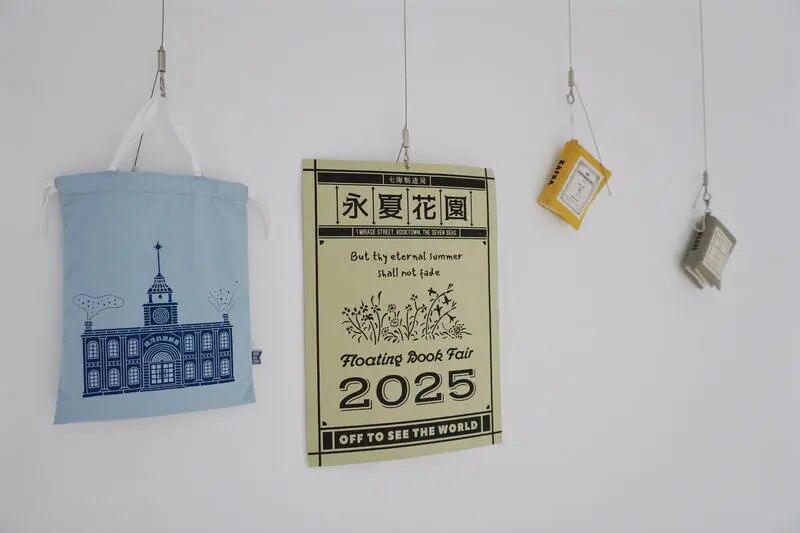 七海製造局
永夏花園
1 MIRAGE STREET, BOOKTOWN, THE SEVEN SEAS
But thy eternal summer
shall not fade
Floating Book Fair
2025
OFF TO SEE THE WORLD
KAFKA